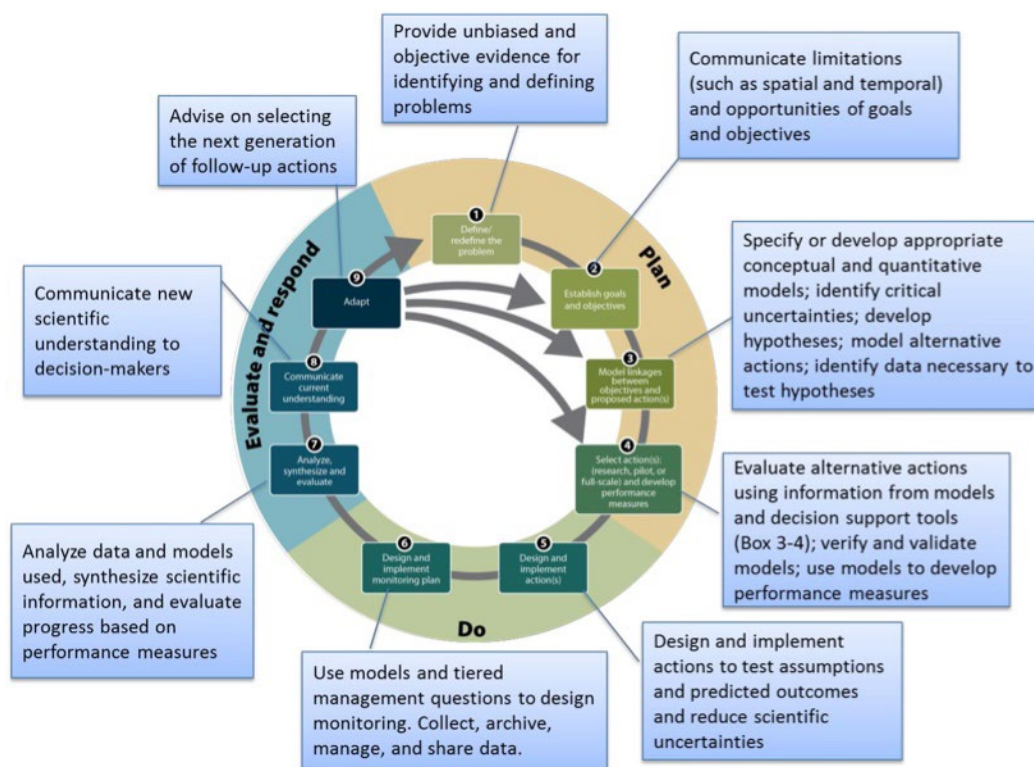 Provide unbiased and
objective evidence for
identifying and defining
problems
Communicate limitations
(such as spatial and temporal)
and opportunities of goals
and objectives
Advise on selecting
the next generation
of follow-up actions
1
Define/
redefine the
problem
Plan
2
Establish goals
and objectives
Specify or develop appropriate
conceptual and quantitative
models; identify critical
uncertainties; develop
hypotheses; model alternative
actions; identify data necessary to
test hypotheses
3
Model linkages
between
objectives and
proposed action(s)
4
Select action(s):
(research, pilot, or
full-scale) and develop
performance
measures
Evaluate alternative actions
using information from models
and decision support tools
(Box 3-4); verify and validate
models; use models to develop
performance measures
Do
5
Design and
implement
action(s)
Design and implement
actions to test assumptions
and predicted outcomes
and reduce scientific
uncertainties
6
Design and
implement
monitoring plan
Use models and tiered
management questions to design
monitoring. Collect, archive,
manage, and share data.
Evaluate and respond
7
Analyze,
synthesize and
evaluate
Analyze data and models
used, synthesize scientific
information, and evaluate
progress based on
performance measures
8
Communicate
current
understanding
Communicate new
scientific
understanding to
decision-makers
9
Adapt